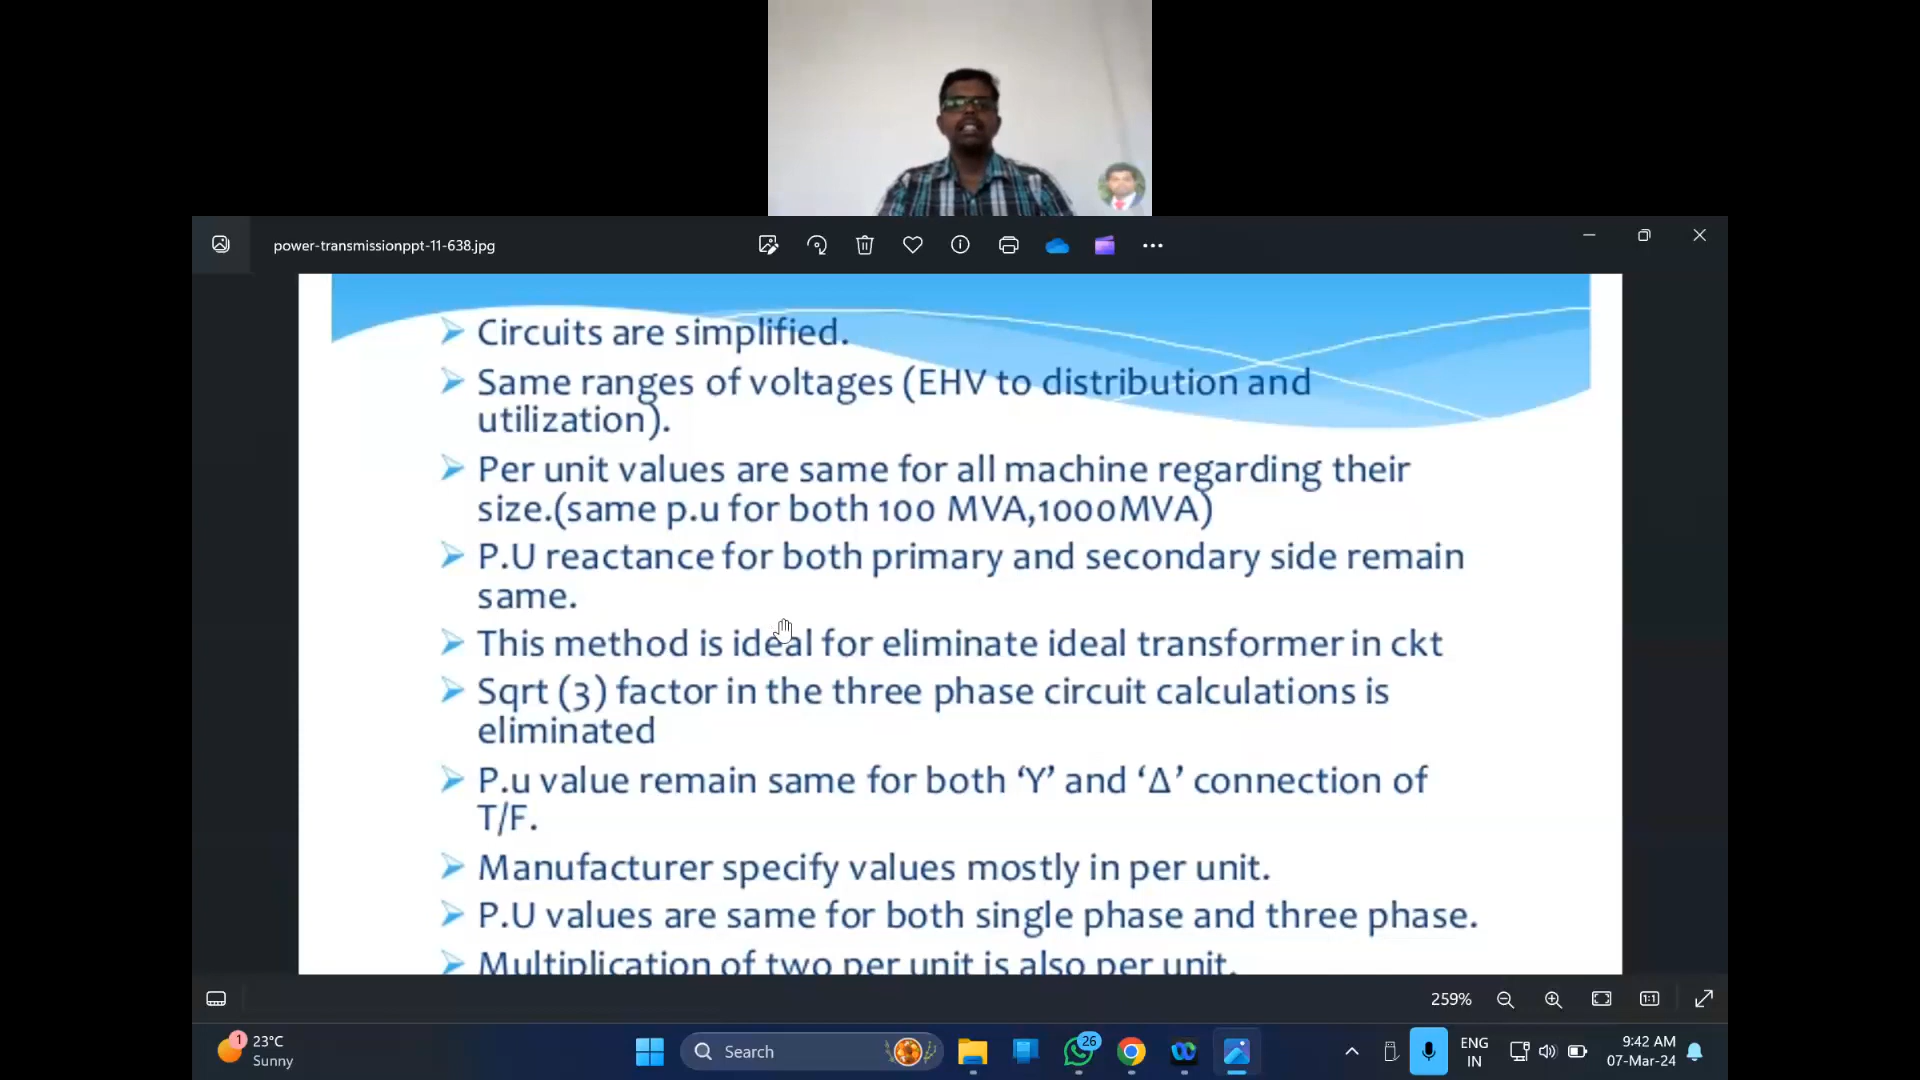 power-transmissionppt-11-638.jpg
Circuits are simplified.
Same ranges of voltages (EHV to distribution and
utilization).
Per unit values are same for all machine regarding their
size.(same p.u for both 100 MVA,1000MVA)
P.U reactance for both primary and secondary side remain
same.
This method is ideal for eliminate ideal transformer in ckt
Sqrt (3) factor in the three phase circuit calculations is
eliminated
P.u value remain same for both ‘Y’ and ‘Δ’ connection of
T/F.
Manufacturer specify values mostly in per unit.
P.U values are same for both single phase and three phase.
Multiplication of two per unit is also per unit.
259%
1:1
1
23°C
Sunny
Search
26
ENG
IN
9:42 AM
07-Mar-24